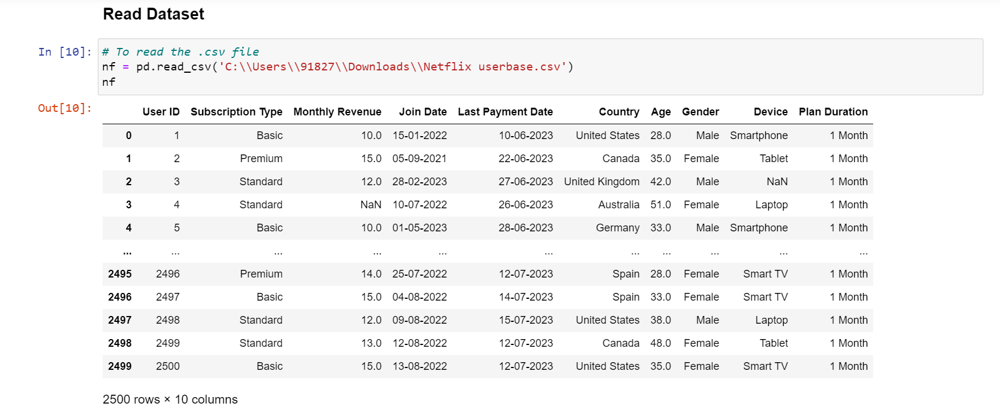 Read Dataset
In [10]: # To read the .csv file
nf = pd.read_csv('C:\\Users\\91827\\Downloads\\Netflix userbase.csv')
nf
Out[10]:
User ID Subscription Type Monthly Revenue Join Date Last Payment Date Country Age Gender Device Plan Duration
0 1 Basic 10.0 15-01-2022 10-06-2023 United States 28.0 Male Smartphone 1 Month
1 2 Premium 15.0 05-09-2021 22-06-2023 Canada 35.0 Female Tablet 1 Month
2 3 Standard 12.0 28-02-2023 27-06-2023 United Kingdom 42.0 Male NaN 1 Month
3 4 Standard NaN 10-07-2022 26-06-2023 Australia 51.0 Female Laptop 1 Month
4 5 Basic 10.0 01-05-2023 28-06-2023 Germany 33.0 Male Smartphone 1 Month
... ... ... ... ... ... ... ... ... ... ...
2495 2496 Premium 14.0 25-07-2022 12-07-2023 Spain 28.0 Female Smart TV 1 Month
2496 2497 Basic 15.0 04-08-2022 14-07-2023 Spain 33.0 Female Smart TV 1 Month
2497 2498 Standard 12.0 09-08-2022 15-07-2023 United States 38.0 Male Laptop 1 Month
2498 2499 Standard 13.0 12-08-2022 12-07-2023 Canada 48.0 Female Tablet 1 Month
2499 2500 Basic 15.0 13-08-2022 12-07-2023 United States 35.0 Female Smart TV 1 Month
2500 rows × 10 columns